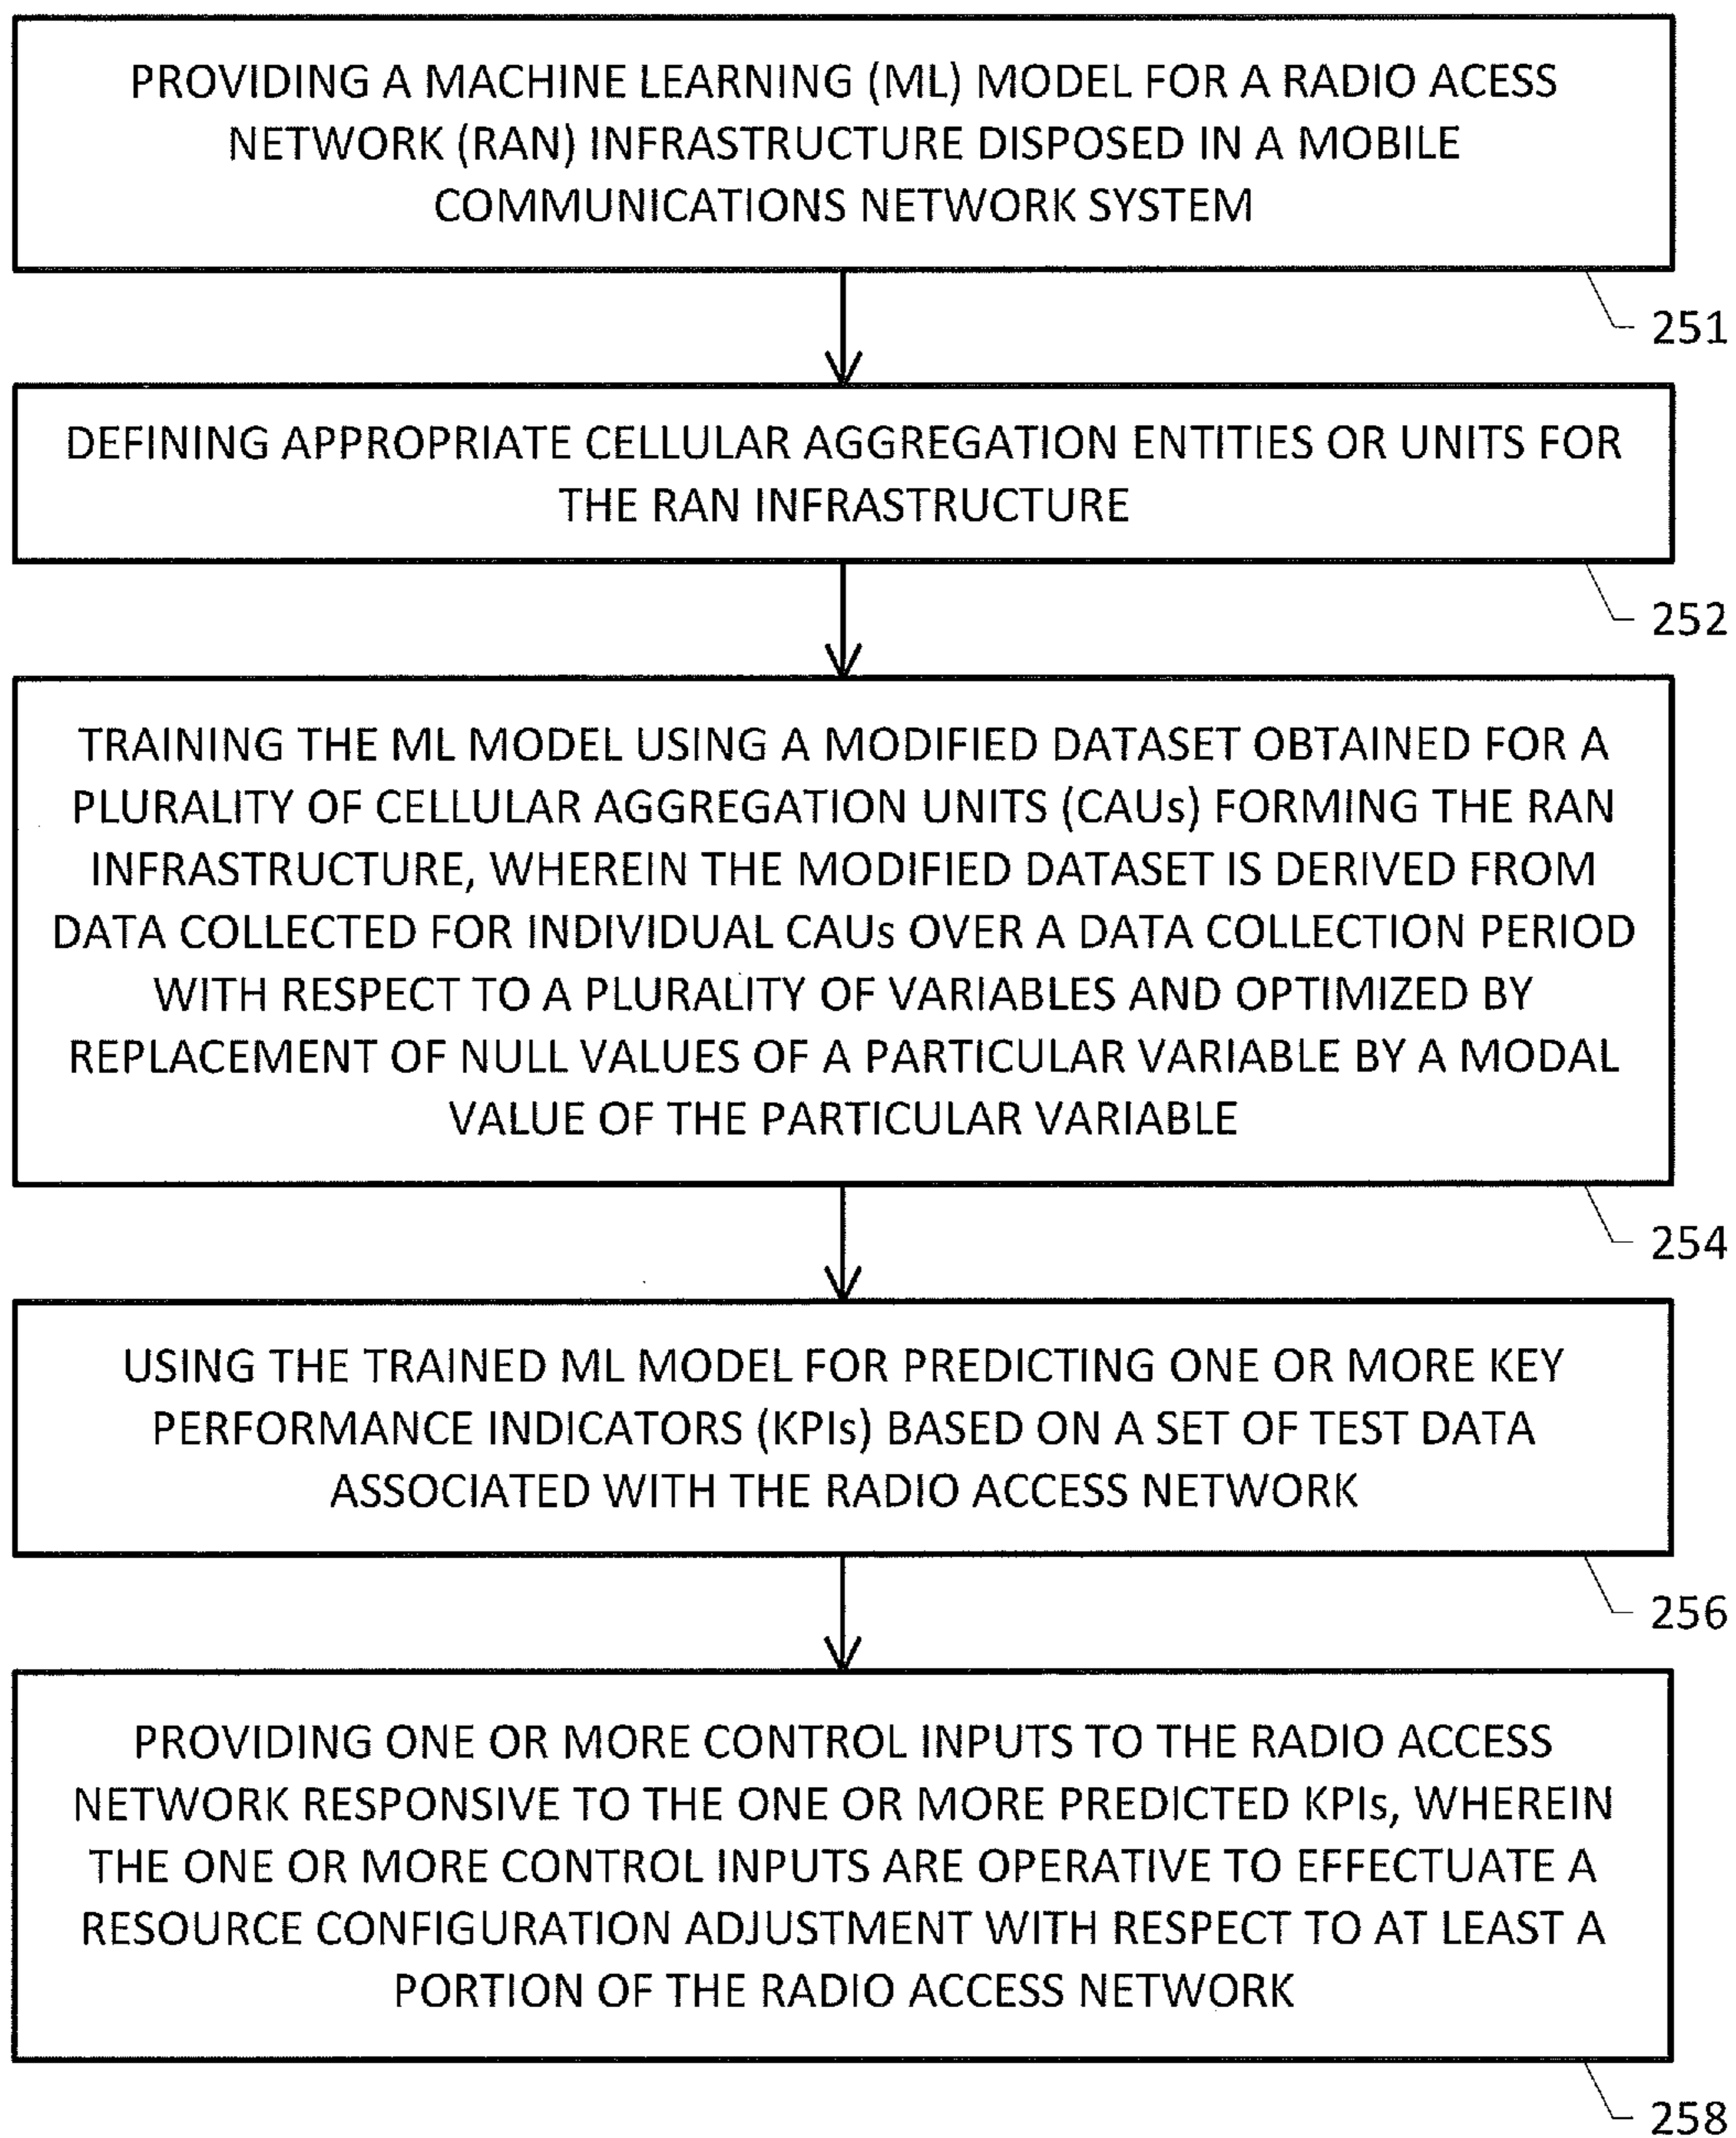 PROVIDING A MACHINE LEARNING (ML) MODEL FOR A RADIO ACESS
NETWORK (RAN) INFRASTRUCTURE DISPOSED IN A MOBILE
COMMUNICATIONS NETWORK SYSTEM
251
DEFINING APPROPRIATE CELLULAR AGGREGATION ENTITIES OR UNITS FOR
THE RAN INFRASTRUCTURE
252
TRAINING THE ML MODEL USING A MODIFIED DATASET OBTAINED FOR A
PLURALITY OF CELLULAR AGGREGATION UNITS (CAUs) FORMING THE RAN
INFRASTRUCTURE, WHEREIN THE MODIFIED DATASET IS DERIVED FROM
DATA COLLECTED FOR INDIVIDUAL CAUs OVER A DATA COLLECTION PERIOD
WITH RESPECT TO A PLURALITY OF VARIABLES AND OPTIMIZED BY
REPLACEMENT OF NULL VALUES OF A PARTICULAR VARIABLE BY A MODAL
VALUE OF THE PARTICULAR VARIABLE
254
USING THE TRAINED ML MODEL FOR PREDICTING ONE OR MORE KEY
PERFORMANCE INDICATORS (KPIs) BASED ON A SET OF TEST DATA
ASSOCIATED WITH THE RADIO ACCESS NETWORK
256
PROVIDING ONE OR MORE CONTROL INPUTS TO THE RADIO ACCESS
NETWORK RESPONSIVE TO THE ONE OR MORE PREDICTED KPIs, WHEREIN
THE ONE OR MORE CONTROL INPUTS ARE OPERATIVE TO EFFECTUATE A
RESOURCE CONFIGURATION ADJUSTMENT WITH RESPECT TO AT LEAST A
PORTION OF THE RADIO ACCESS NETWORK
258